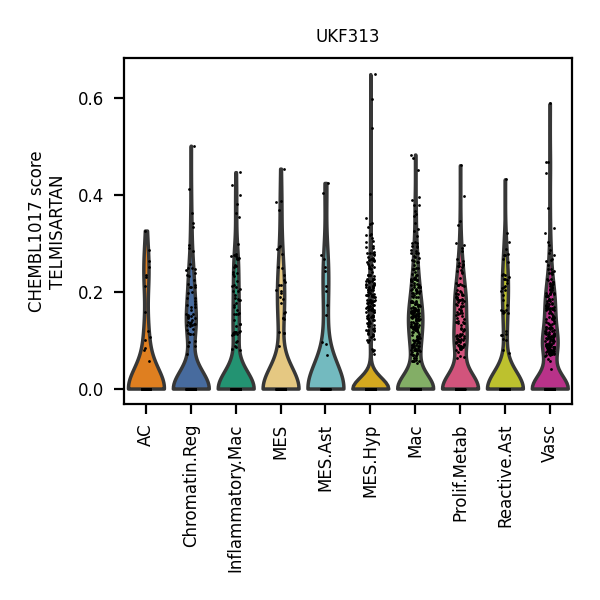 UKF313
CHEMBL1017 score
TELMISARTAN
0.6
0.4
0.2
0.0
AC
Chromatin.Reg
Inflammatory.Mac
MES
MES.Ast
MES.Hyp
Mac
Prolif.Metab
Reactive.Ast
Vasc